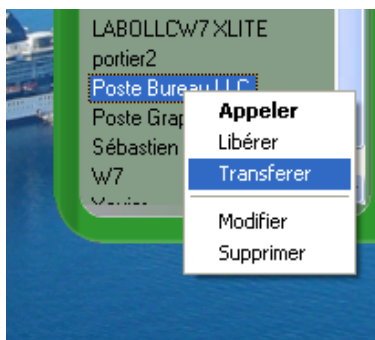 LABOLLCW7 XLITE
portier2
Poste Bureau LLC
Poste Grap
Sébastien
W7
Appeler
Libérer
Transferer
Modifier
Supprimer